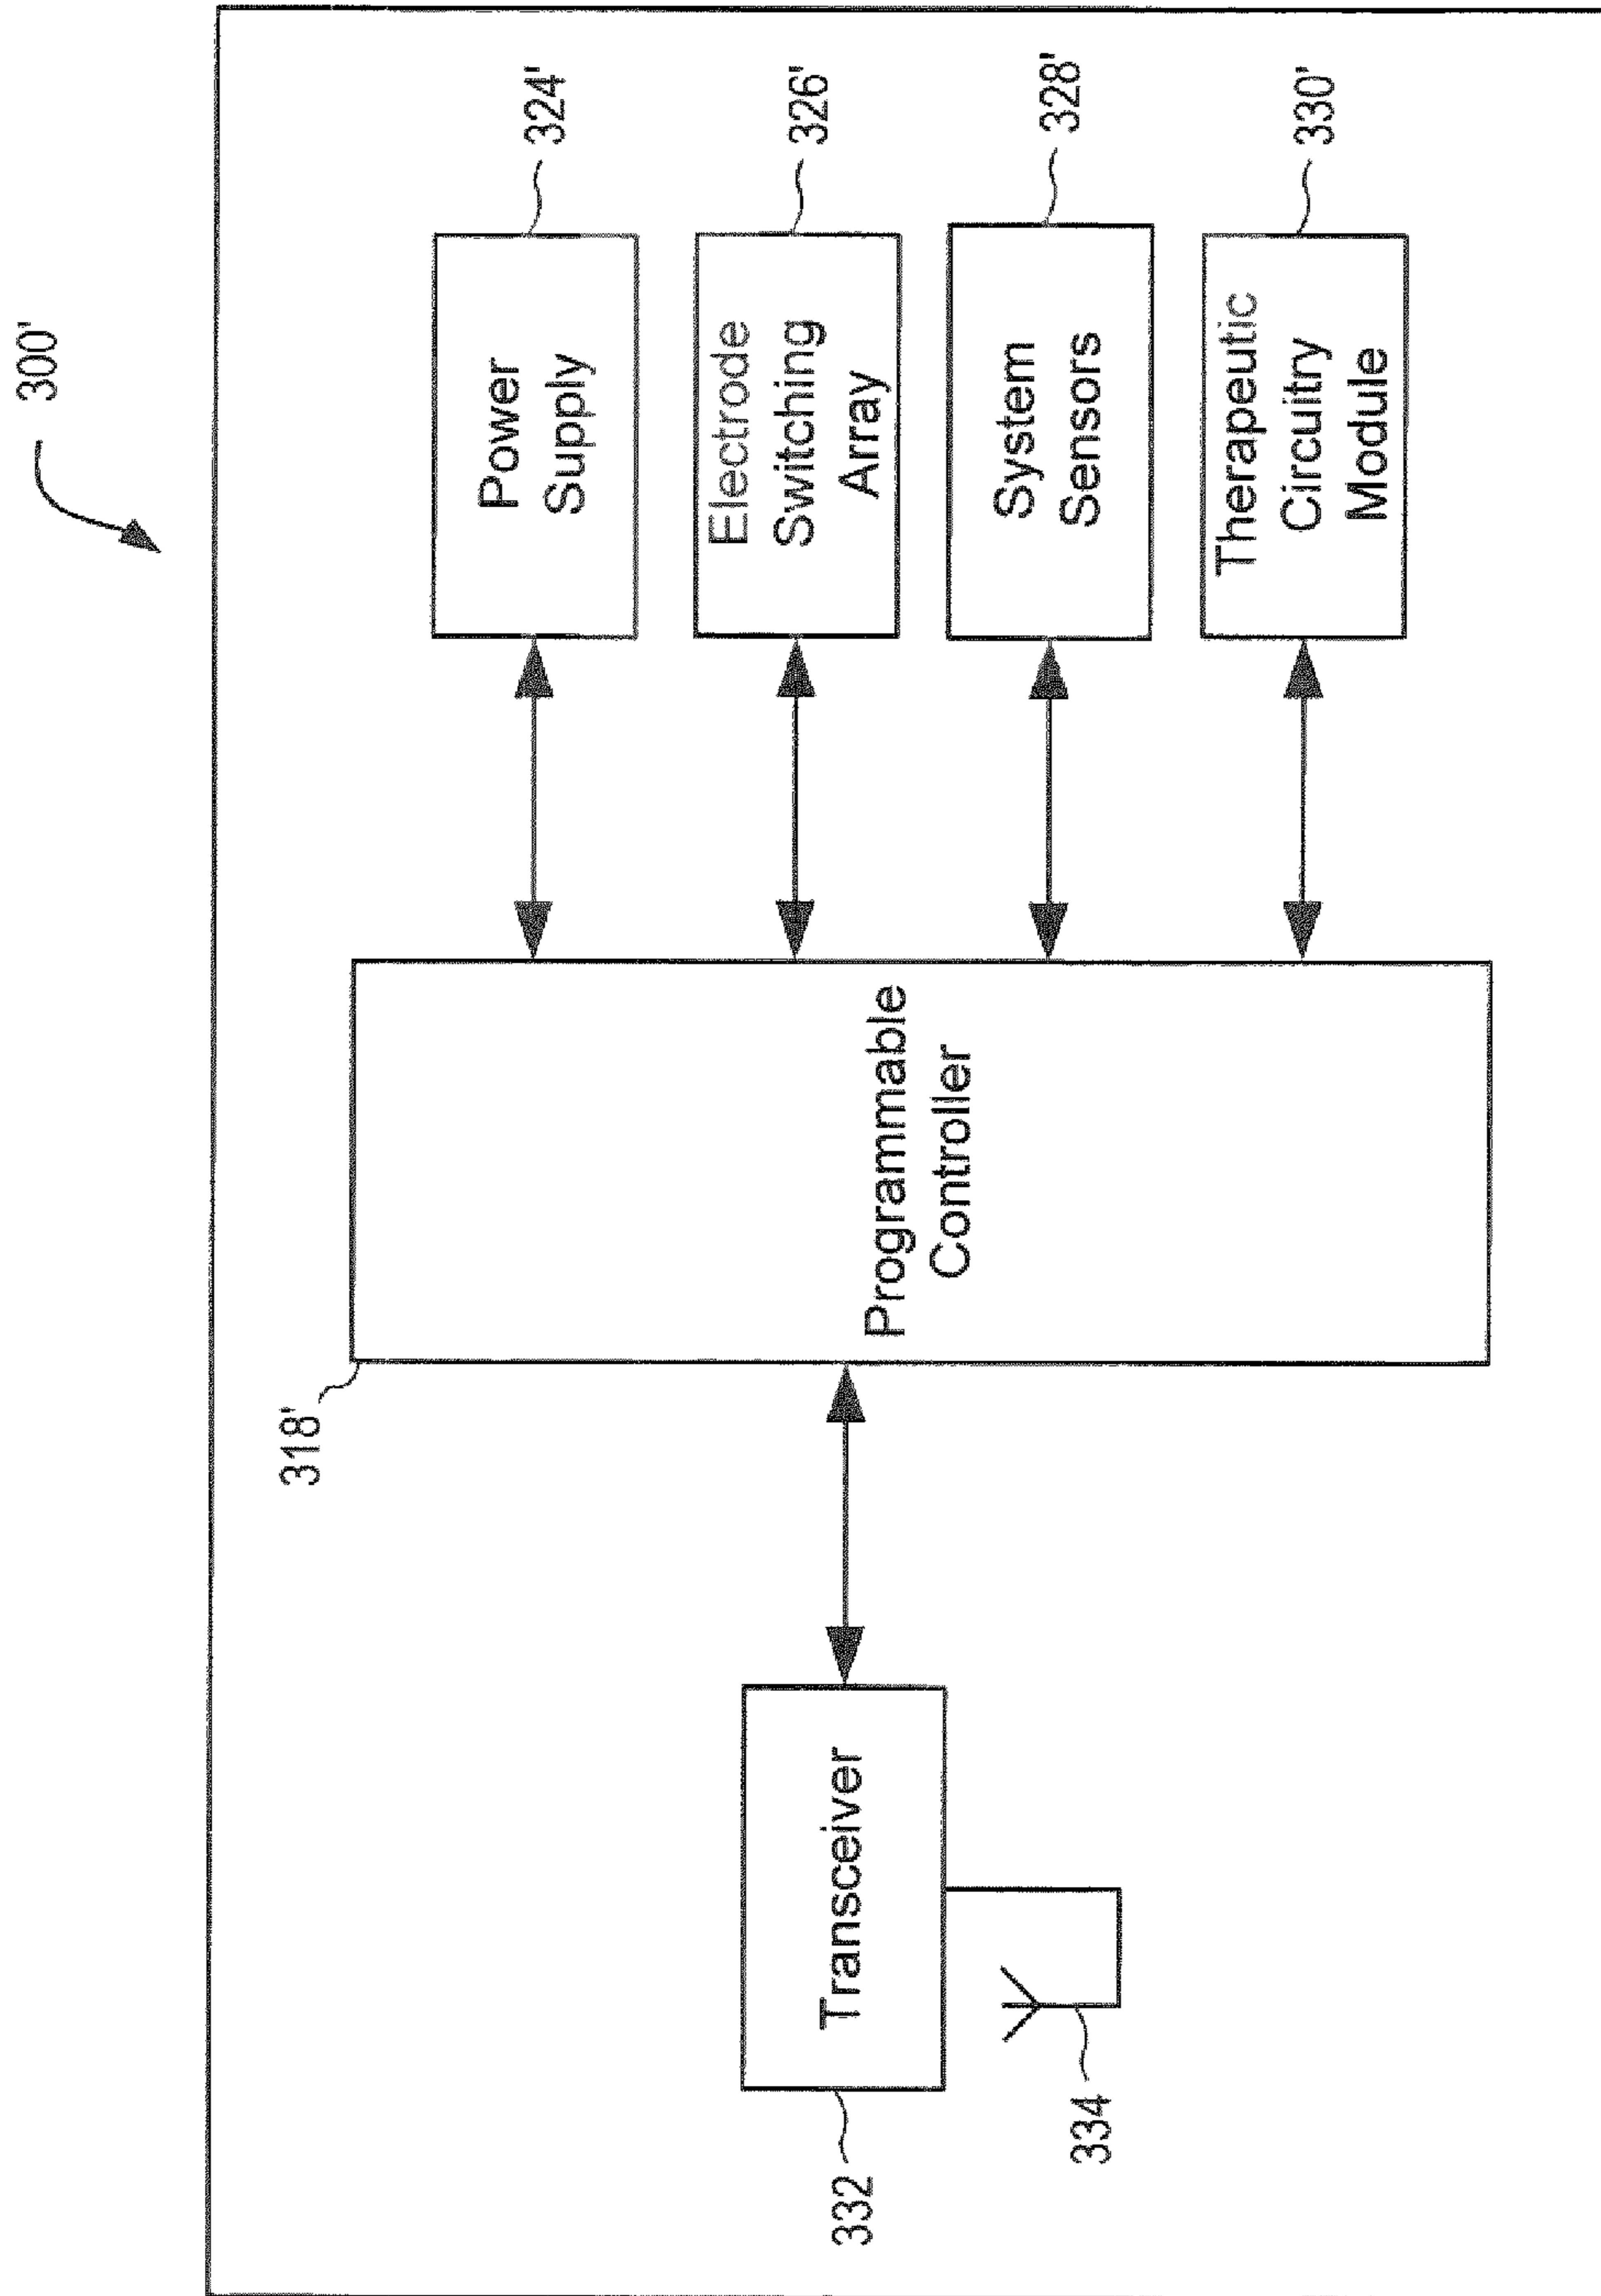 300'
324'
326'
328'
330'
Power
Supply
Electrode
Switching
Array
System
Sensors
Therapeutic
Circuitry
Module
318'
Programmable
Controller
Transceiver
332
334